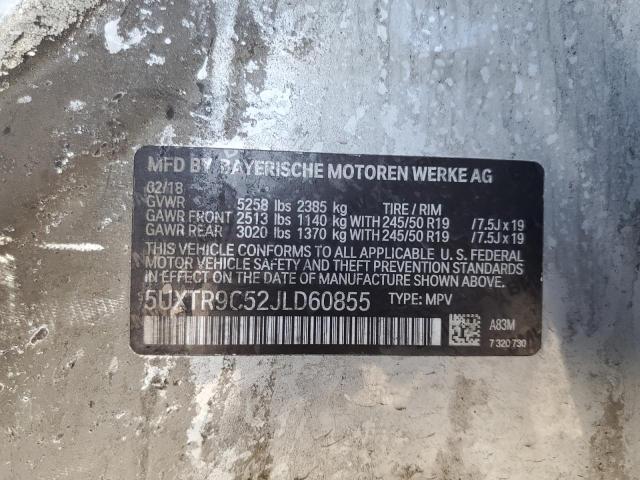 MFD BY BAYERISCHE MOTOREN WERKE AG
02/18
GVWR 5258 lbs 2385 kg TIRE / RIM
GAWR FRONT 2513 lbs 1140 kg WITH 245/50 R19 /7.5J x 19
GAWR REAR 3020 lbs 1370 kg WITH 245/50 R19 /7.5J x 19
THIS VEHICLE CONFORMS TO ALL APPLICABLE U. S. FEDERAL
MOTOR VEHICLE SAFETY STANDARDS IN EFFECT ON THE
DATE OF MANUFACTURE SHOWN ABOVE.
5UXTR9C52JLD60855 TYPE: MPV
A83M
7 320 730